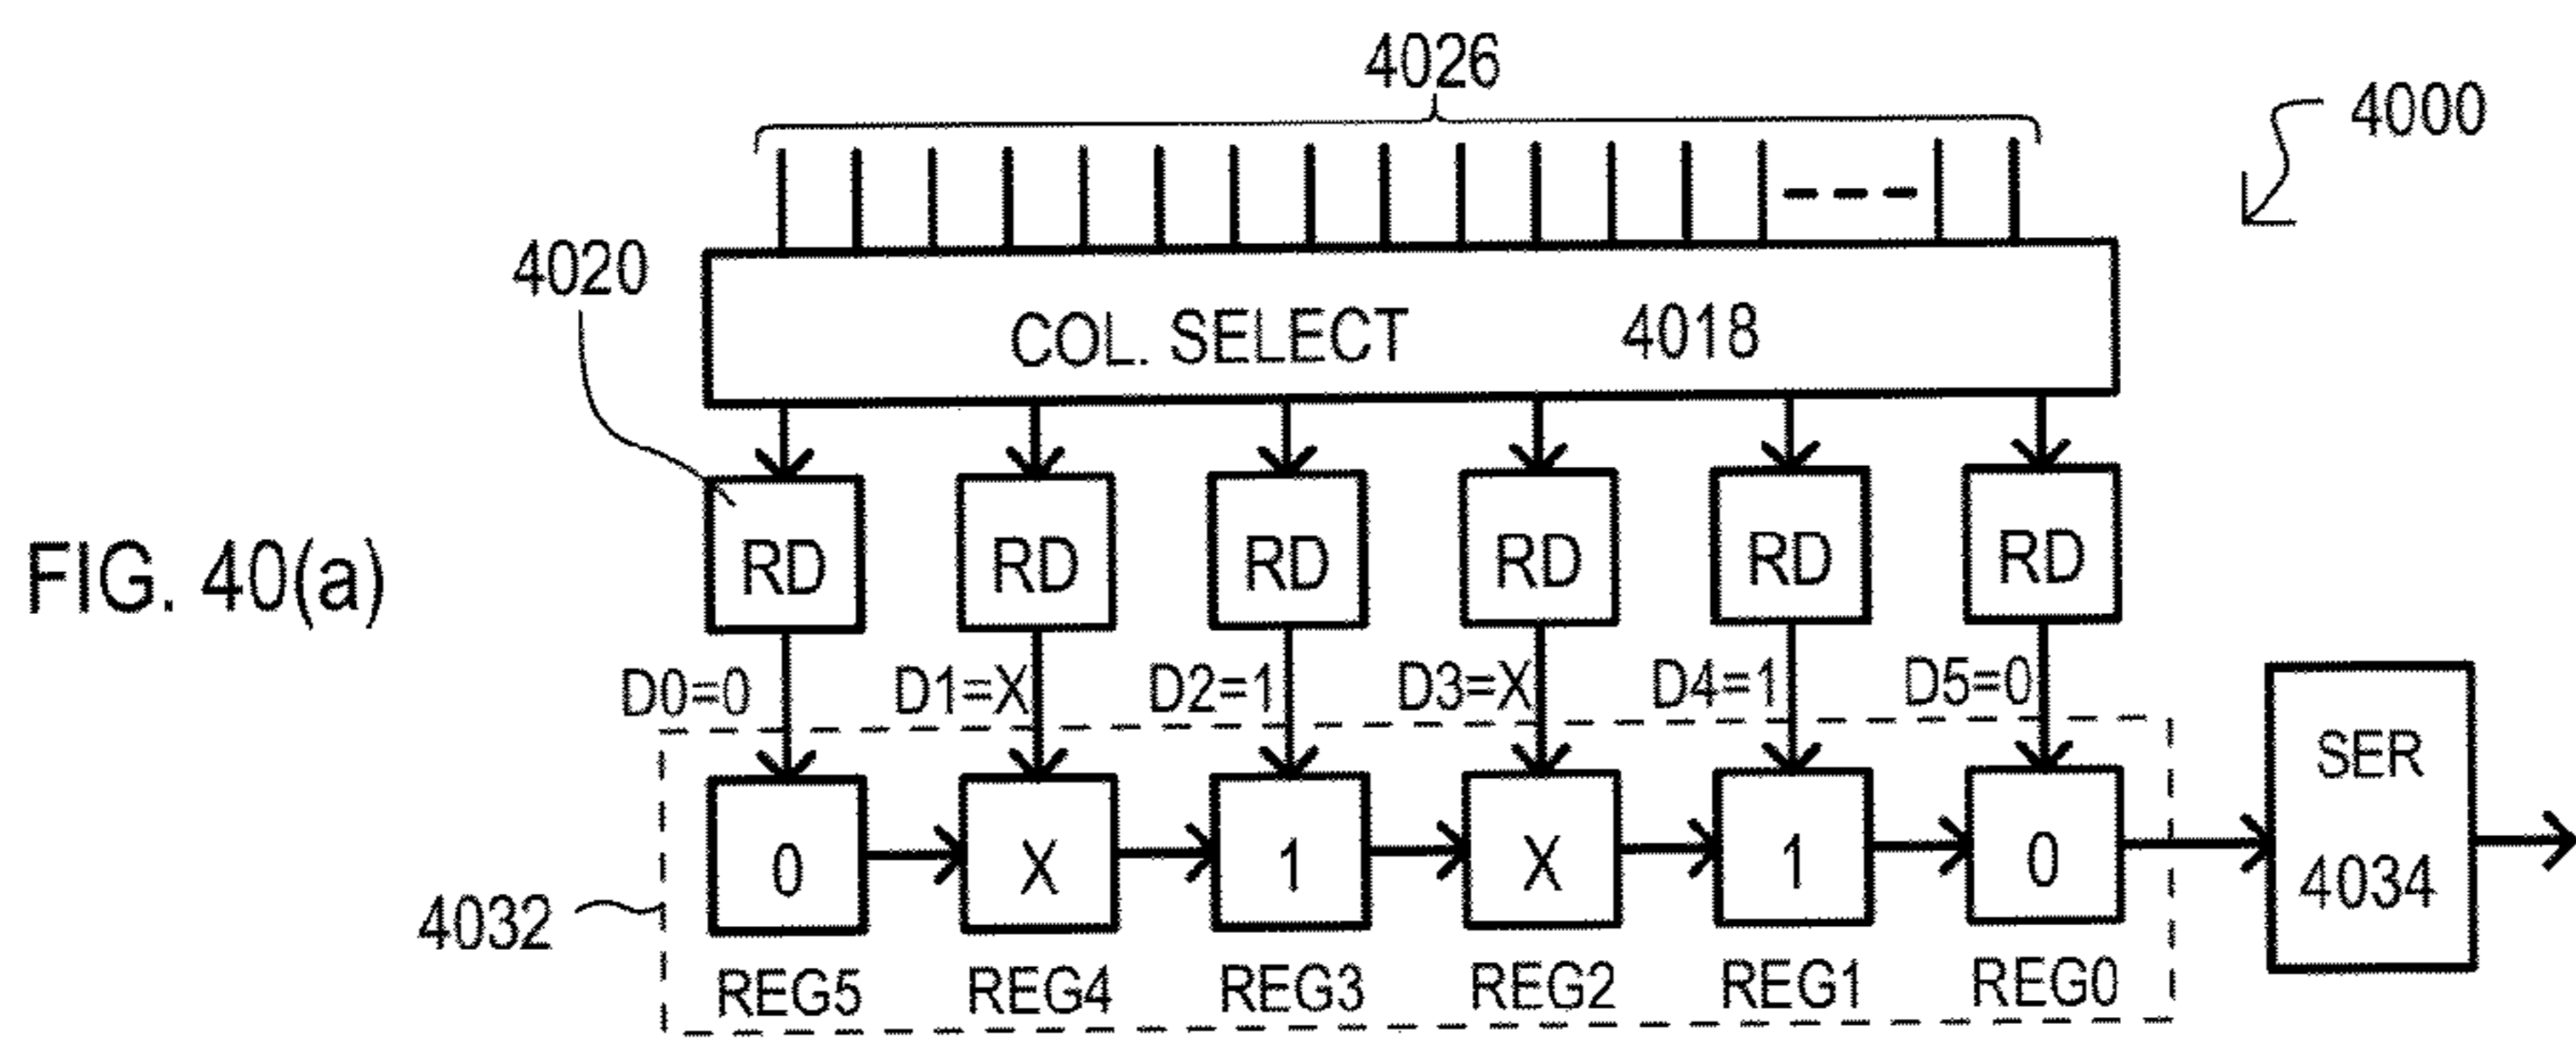 4026
4000
4020
COL. SELECT 4018
FIG. 40(a)
RD RD RD RD RD RD
D0=0 D1=X D2=1 D3=X D4=1 D5=0
SER
4034
0 X 1 X 1 0
4032
REG5 REG4 REG3 REG2 REG1 REG0